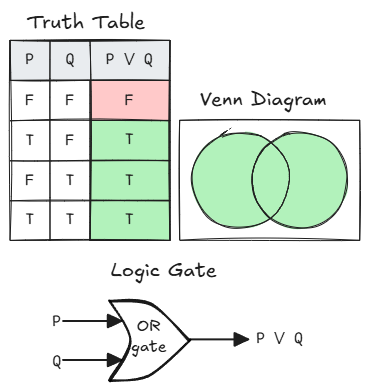 Truth Table
P Q P V Q
F F F
T F T
F T T
T T T
Venn Diagram
Logic Gate
P
OR
gate
P V Q
Q